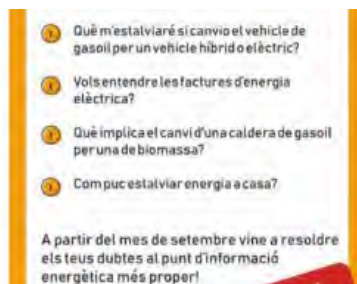 Què m'estalviaré si canvio el vehicle de
gasoil per un vehicle híbrid o elèctric?
Vols entendre les factures d'energia
elèctrica?
Què implica el canvi d'una caldera de gasoil
per una de biomassa?
Com puc estalviar energia a casa?
A partir del mes de setembre vine a resoldre
els teus dubtes al punt d'informació
energètica més proper!